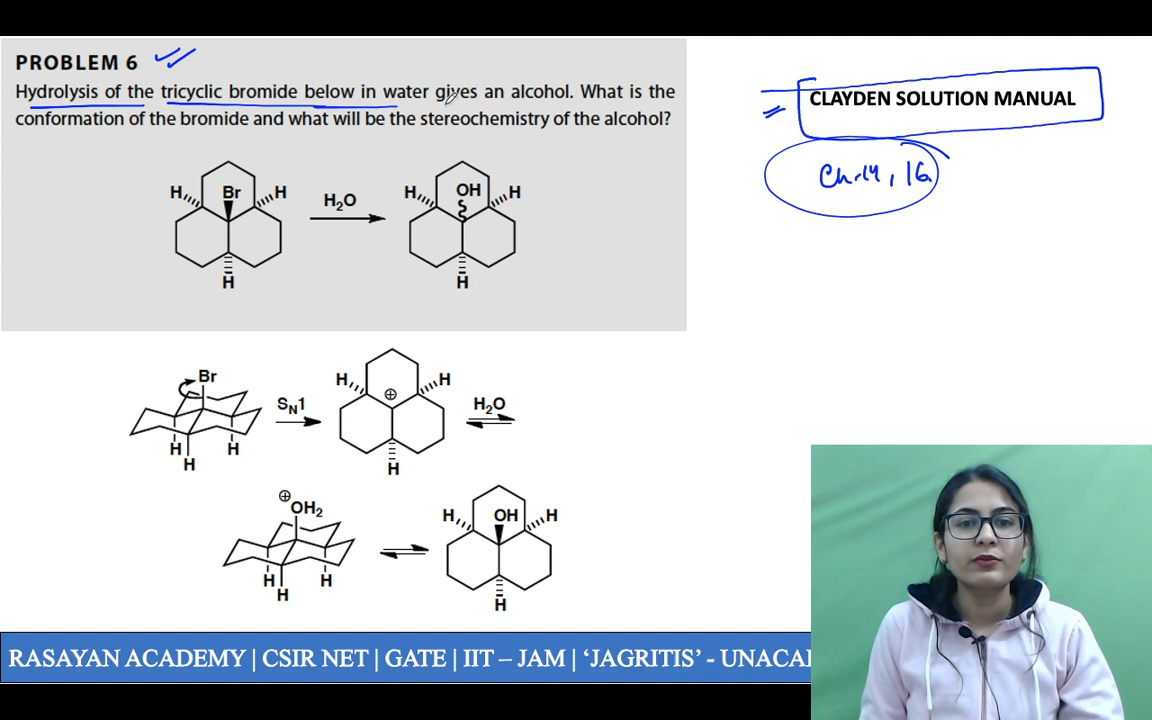 PROBLEM 6
Hydrolysis of the tricyclic bromide below in water gives an alcohol. What is the
conformation of the bromide and what will be the stereochemistry of the alcohol?
H Br H
H2O
H OH H
H
H
CLAYDEN SOLUTION MANUAL
Ch-14, 16
Br
H
H
H
SN1
H ⊕ H
H
H2O
⊕
OH2
H
H
H
H OH H
H
RASAYAN ACADEMY | CSIR NET | GATE | IIT – JAM | ‘JAGRITIS’ - UNACA